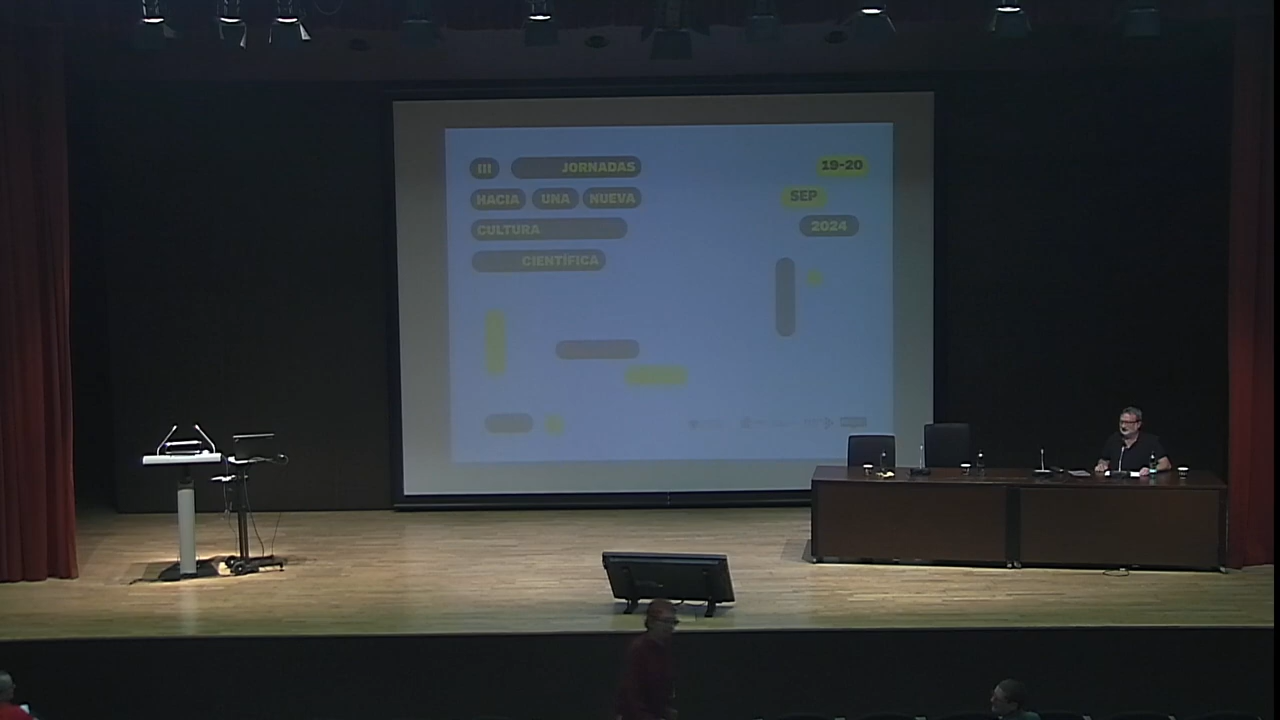 III JORNADAS
HACIA UNA NUEVA
CULTURA
CIENTÍFICA
19-20
SEP
2024